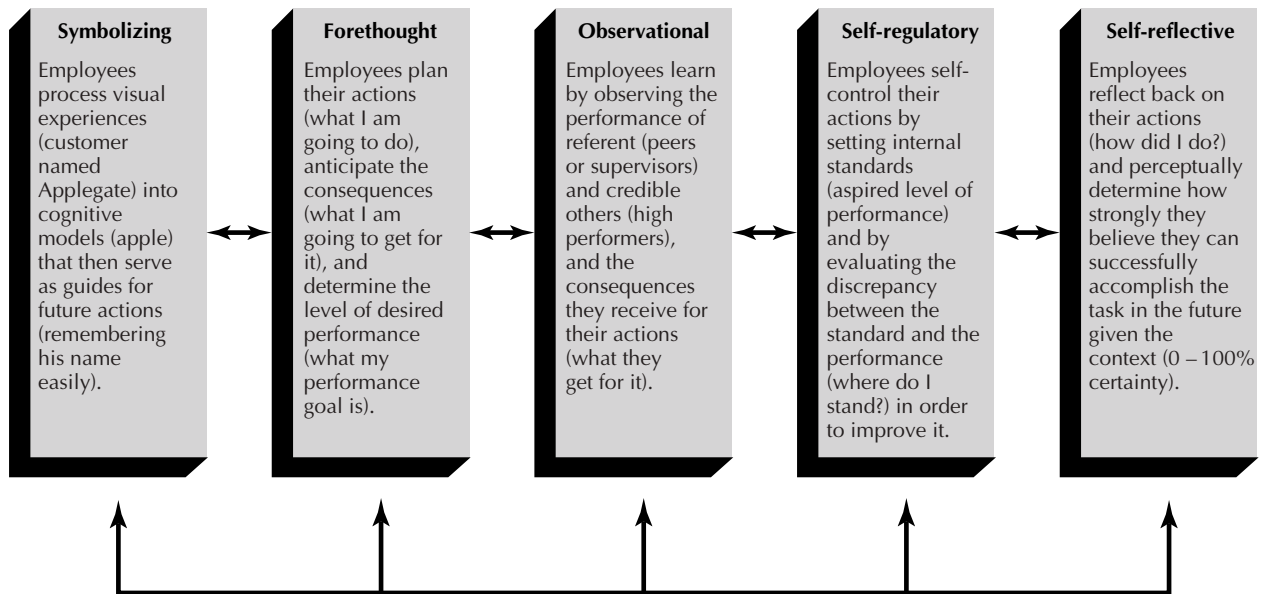 Symbolizing
Employees
process visual
experiences
(customer
named
Applegate) into
cognitive
models (apple)
that then serve
as guides for
future actions
(remembering
his name
easily).
Forethought
Employees plan
their actions
(what I am
going to do),
anticipate the
consequences
(what I am
going to get for
it), and
determine the
level of desired
performance
(what my
performance
goal is).
Observational
Employees learn
by observing the
performance of
referent (peers
or supervisors)
and credible
others (high
performers),
and the
consequences
they receive for
their actions
(what they
get for it).
Self-regulatory
Employees self-
control their
actions by
setting internal
standards
(aspired level of
performance)
and by
evaluating the
discrepancy
between the
standard and the
performance
(where do I
stand?) in order
to improve it.
Self-reflective
Employees
reflect back on
their actions
(how did I do?)
and perceptually
determine how
strongly they
believe they can
successfully
accomplish the
task in the future
given the
context (0 – 100%
certainty).